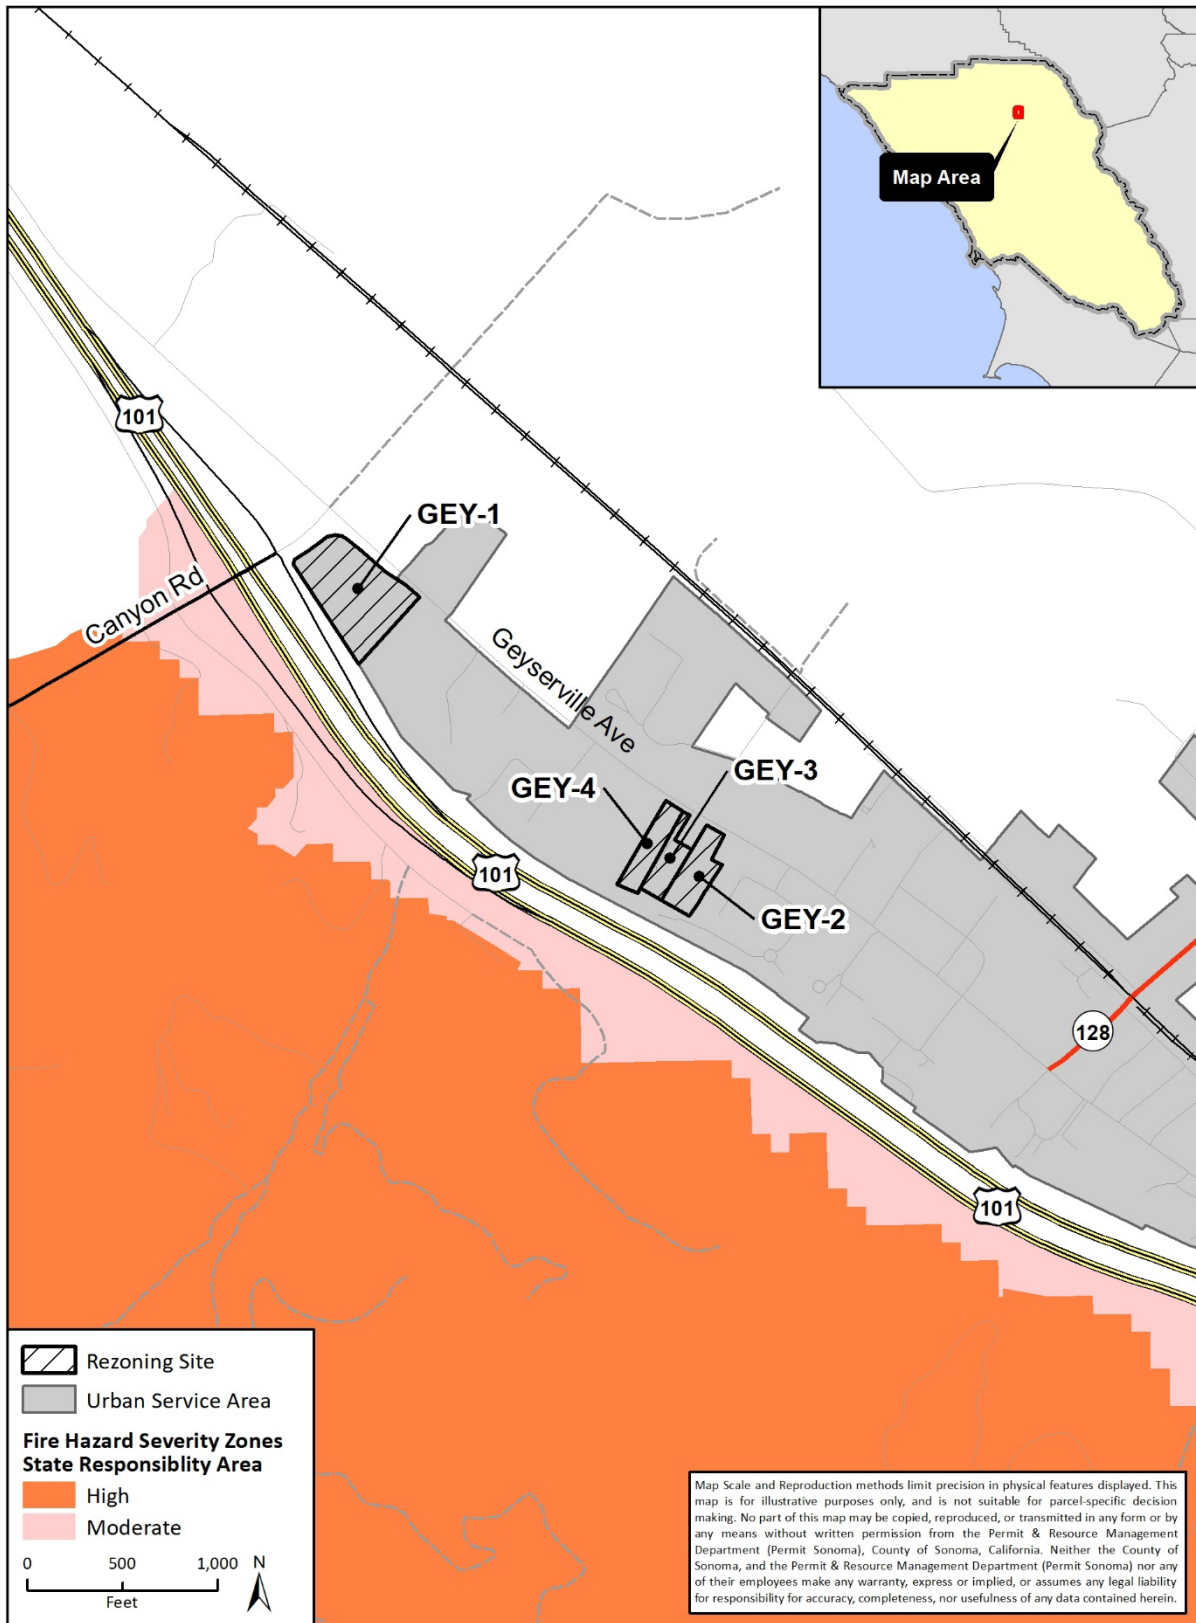 Map Area
101
GEY-1
Canyon Rd
Geyserville Ave
GEY-3
GEY-4
101
GEY-2
128
101
Rezoning Site
Urban Service Area
Fire Hazard Severity Zones
State Responsiblity Area
High
Moderate
0 500 1,000
Feet
N
Map Scale and Reproduction methods limit precision in physical features displayed. This
map is for illustrative purposes only, and is not suitable for parcel-specific decision
making. No part of this map may be copied, reproduced, or transmitted in any form or by
any means without written permission from the Permit & Resource Management
Department (Permit Sonoma), County of Sonoma, California. Neither the County of
Sonoma, and the Permit & Resource Management Department (Permit Sonoma) nor any
of their employees make any warranty, express or implied, or assumes any legal liability
for responsibility for accuracy, completeness, nor usefulness of any data contained herein.